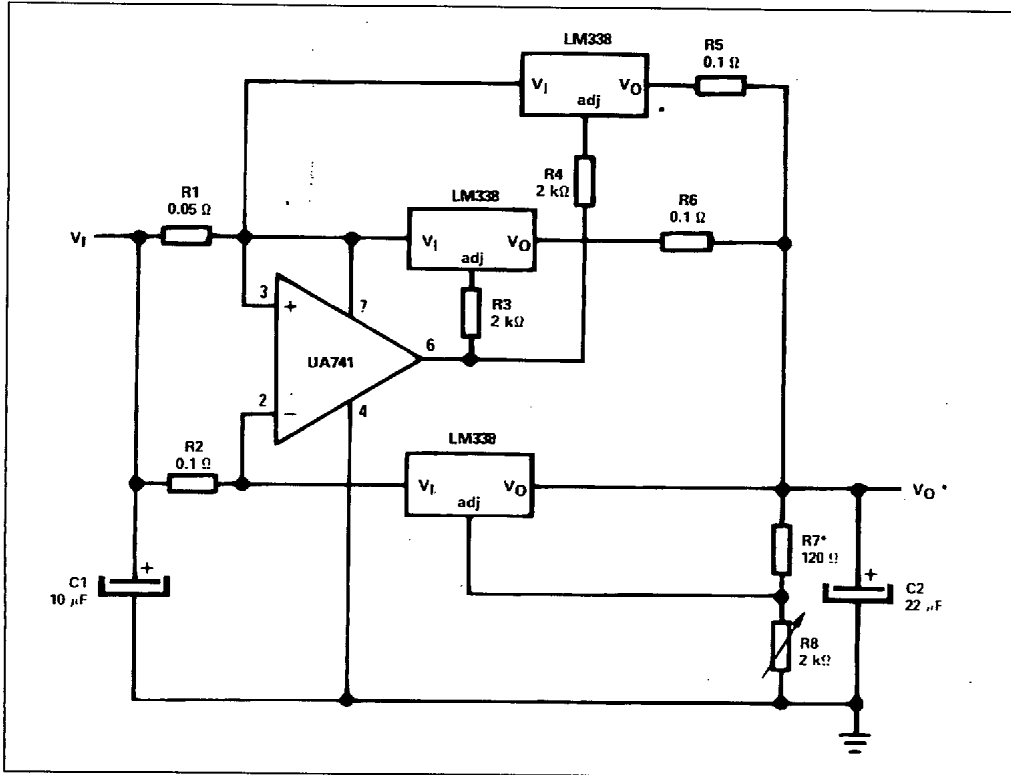 LM338
VI
VO
adj
R5
0.1 Ω
R4
2 kΩ
R1
0.05 Ω
LM338
VI
VO
adj
R6
0.1 Ω
VI
3
+
7
R3
2 kΩ
UA741
6
2
−
4
R2
0.1 Ω
LM338
VI
VO
adj
VO
R7*
120 Ω
C1
10 μF
+
C2
22 μF
+
R8
2 kΩ